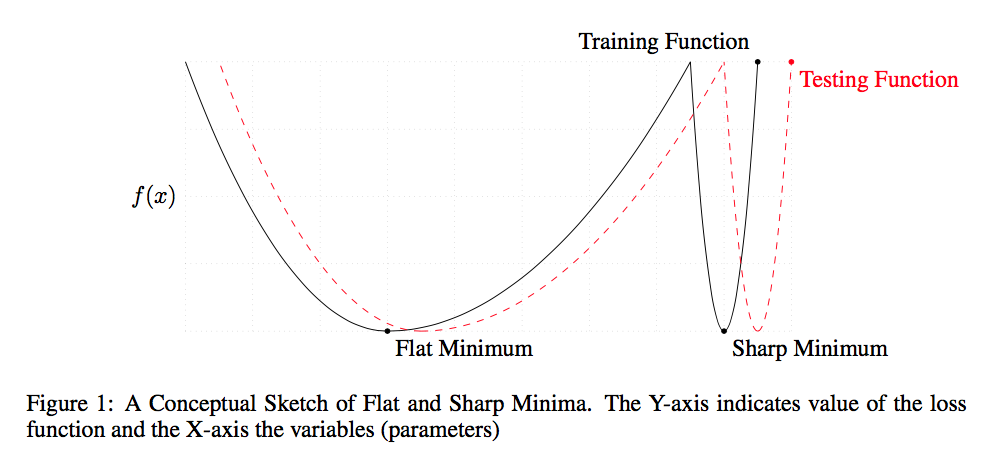 Training Function
Testing Function
f(x)
Flat Minimum
Sharp Minimum
Figure 1: A Conceptual Sketch of Flat and Sharp Minima. The Y-axis indicates value of the loss
function and the X-axis the variables (parameters)